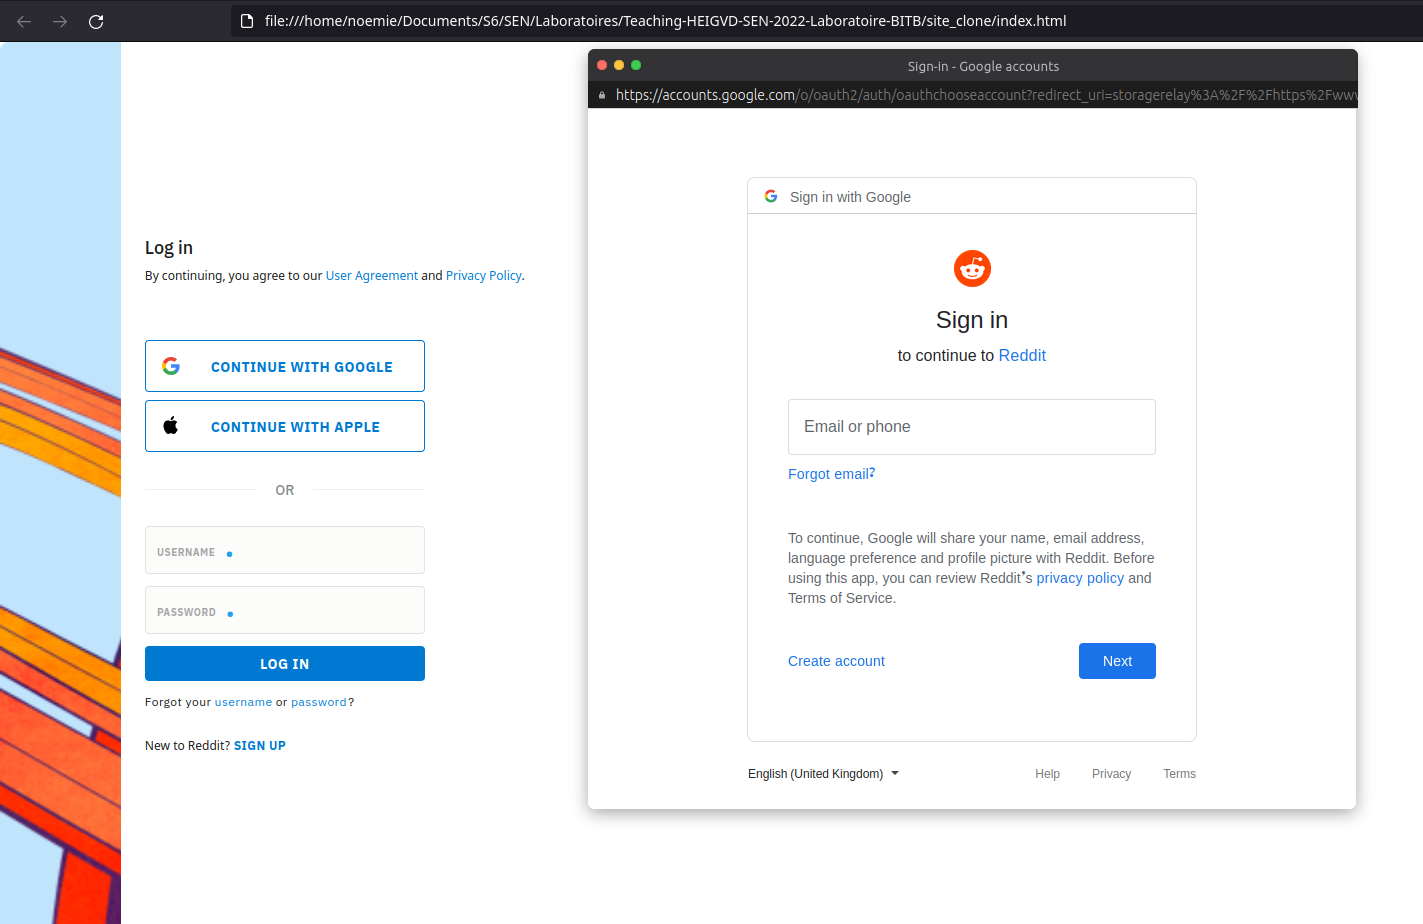 file:///home/noemie/Documents/S6/SEN/Laboratoires/Teaching-HEIGVD-SEN-2022-Laboratoire-BITB/site_clone/index.html
Log in
By continuing, you agree to our User Agreement and Privacy Policy.
CONTINUE WITH GOOGLE
CONTINUE WITH APPLE
OR
USERNAME
PASSWORD
LOG IN
Forgot your username or password?
New to Reddit? SIGN UP
Sign-in - Google accounts
https://accounts.google.com/o/oauth2/auth/oauthchooseaccount?redirect_uri=storagerelay%3A%2F%2Fhttps%2Fww
Sign in with Google
Sign in
to continue to Reddit
Email or phone
Forgot email?
To continue, Google will share your name, email address,
language preference and profile picture with Reddit. Before
using this app, you can review Reddit's privacy policy and
Terms of Service.
Create account
Next
English (United Kingdom)
Help Privacy Terms